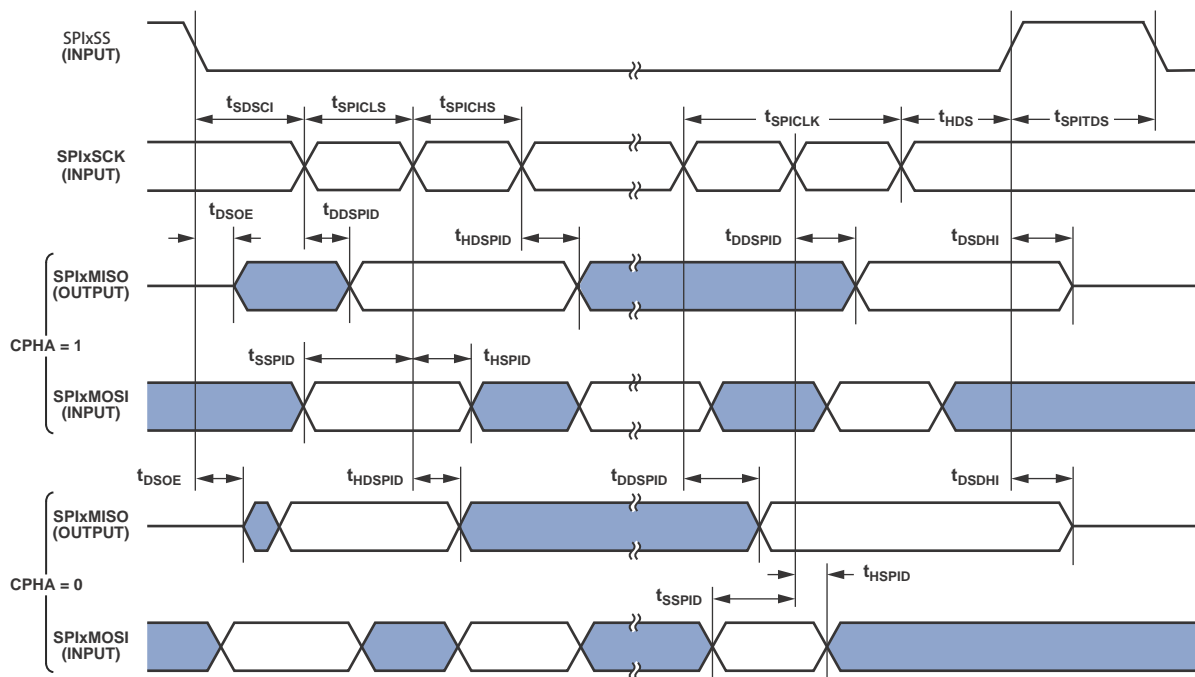 SPIxSS
(INPUT)
tSDSCI tSPICLS tSPICHS tSPICLK tHDS tSPITDS
SPIxSCK
(INPUT)
tDSOE tDDSPID tHDSPID tDDSPID tDSDHI
SPIxMISO
(OUTPUT)
CPHA = 1
tSSPID tHSPID
SPIxMOSI
(INPUT)
tDSOE tHDSPID tDDSPID tDSDHI
SPIxMISO
(OUTPUT)
CPHA = 0
tHSPID
tSSPID
SPIxMOSI
(INPUT)